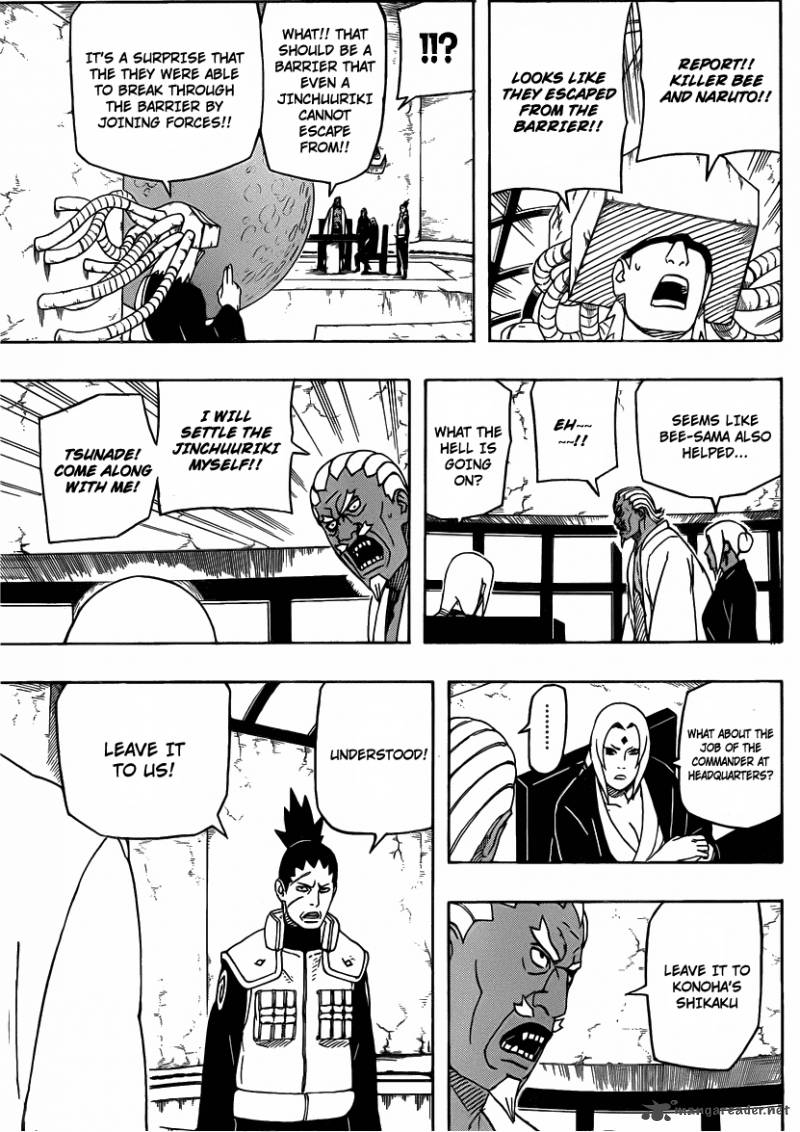 REPORT!!
KILLER BEE
AND NARUTO!!
LOOKS LIKE
THEY ESCAPED
FROM THE
BARRIER!!
!!?
WHAT!! THAT
SHOULD BE A
BARRIER THAT
EVEN A
JINCHUURIKI
CANNOT
ESCAPE
FROM!!
IT'S A SURPRISE THAT
THE THEY WERE ABLE
TO BREAK THROUGH
THE BARRIER BY
JOINING FORCES!!
SEEMS LIKE
BEE-SAMA ALSO
HELPED...
EH~~
~~!!
WHAT THE
HELL IS
GOING
ON?
I WILL
SETTLE THE
JINCHUURIKI
MYSELF!!
TSUNADE!
COME ALONG
WITH ME!
WHAT ABOUT THE
JOB OF THE
COMMANDER AT
HEADQUARTERS?
.........
LEAVE IT TO
KONOHA'S
SHIKAKU
UNDERSTOOD!
LEAVE IT
TO US!
mangareader.net